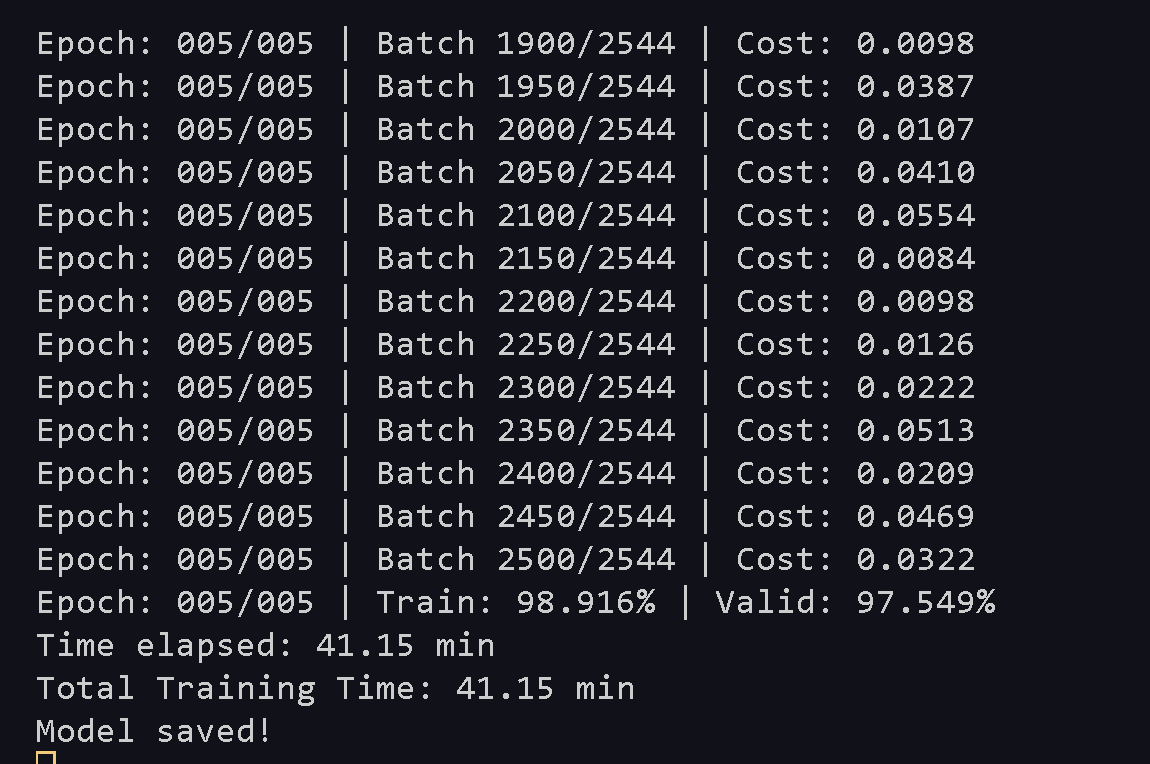 Epoch: 005/005 | Batch 1900/2544 | Cost: 0.0098
Epoch: 005/005 | Batch 1950/2544 | Cost: 0.0387
Epoch: 005/005 | Batch 2000/2544 | Cost: 0.0107
Epoch: 005/005 | Batch 2050/2544 | Cost: 0.0410
Epoch: 005/005 | Batch 2100/2544 | Cost: 0.0554
Epoch: 005/005 | Batch 2150/2544 | Cost: 0.0084
Epoch: 005/005 | Batch 2200/2544 | Cost: 0.0098
Epoch: 005/005 | Batch 2250/2544 | Cost: 0.0126
Epoch: 005/005 | Batch 2300/2544 | Cost: 0.0222
Epoch: 005/005 | Batch 2350/2544 | Cost: 0.0513
Epoch: 005/005 | Batch 2400/2544 | Cost: 0.0209
Epoch: 005/005 | Batch 2450/2544 | Cost: 0.0469
Epoch: 005/005 | Batch 2500/2544 | Cost: 0.0322
Epoch: 005/005 | Train: 98.916% | Valid: 97.549%
Time elapsed: 41.15 min
Total Training Time: 41.15 min
Model saved!